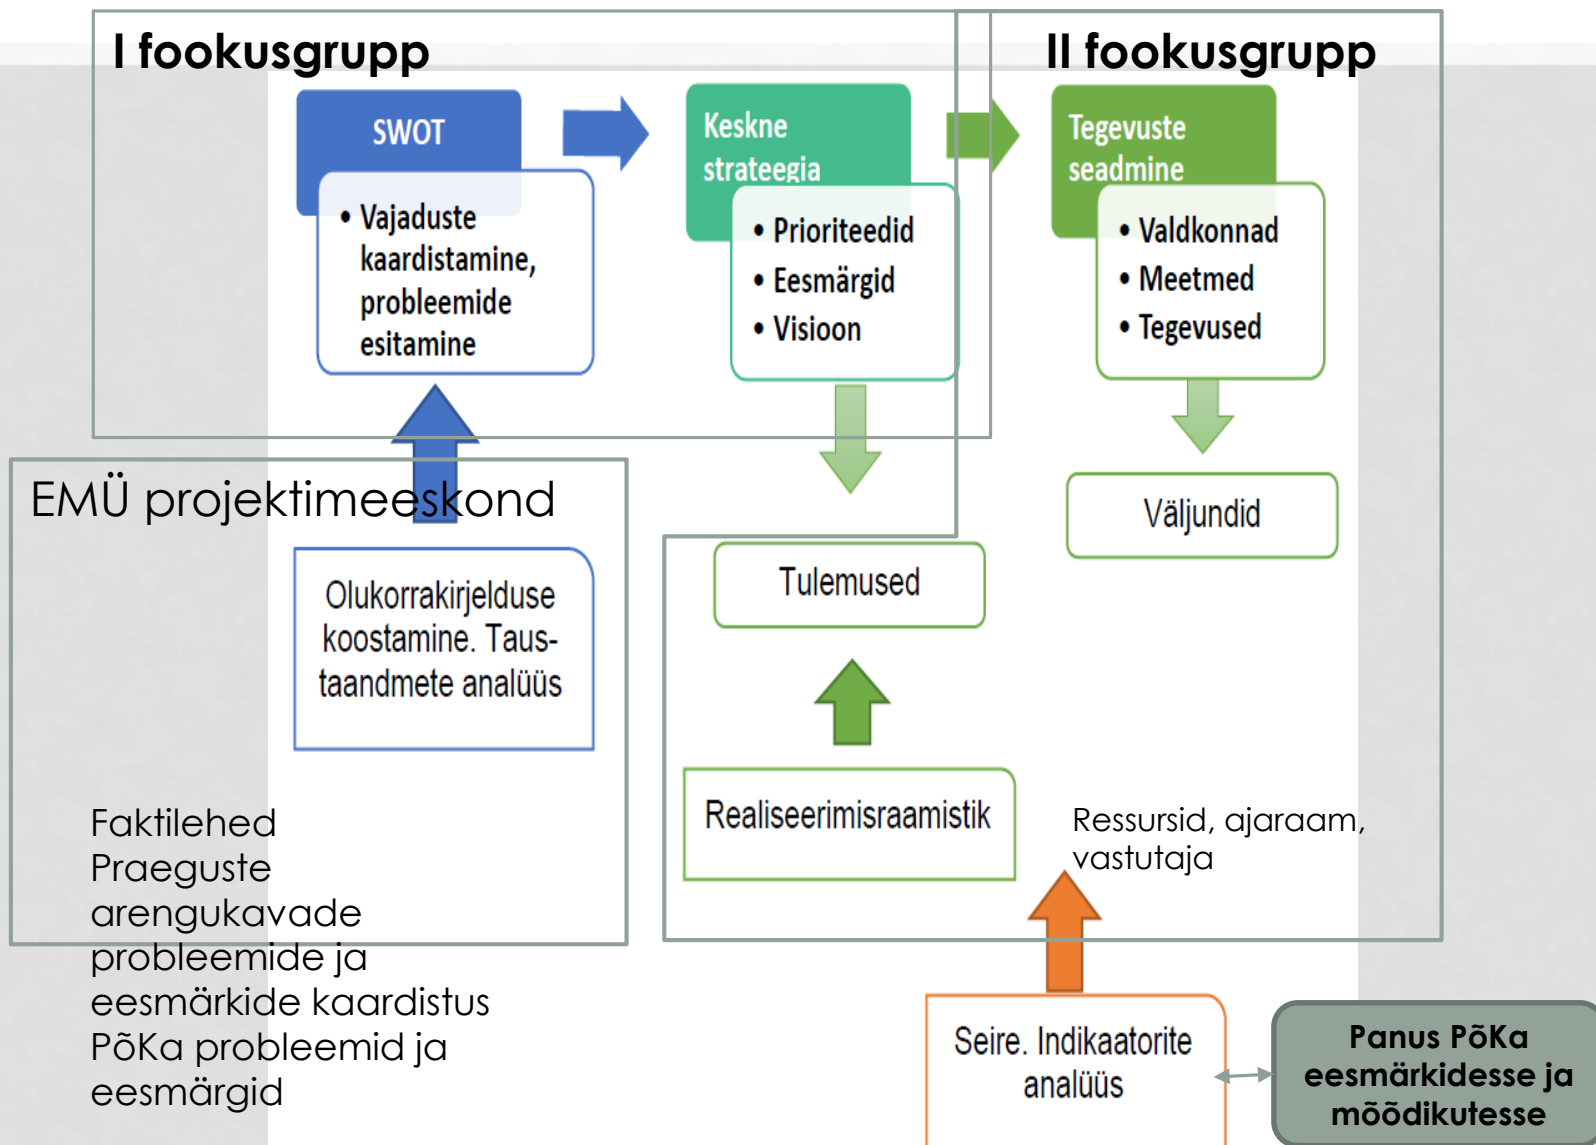 I fookusgrupp
II fookusgrupp
SWOT
• Vajaduste
kaardistamine,
probleemide
esitamine
Keskne
strateegia
• Prioriteedid
• Eesmärgid
• Visioon
Tegevuste
seadmine
• Valdkonnad
• Meetmed
• Tegevused
EMÜ projektimeeskond
Olukorrakirjelduse
koostamine. Taus-
taandmete analüüs
Tulemused
Väljundid
Realiseerimisraamistik
Ressursid, ajaraam,
vastutaja
Faktilehed
Praeguste
arengukavade
probleemide ja
eesmärkide kaardistus
PõKa probleemid ja
eesmärgid
Seire. Indikaatorite
analüüs
Panus PõKa
eesmärkidesse ja
mõõdikutesse